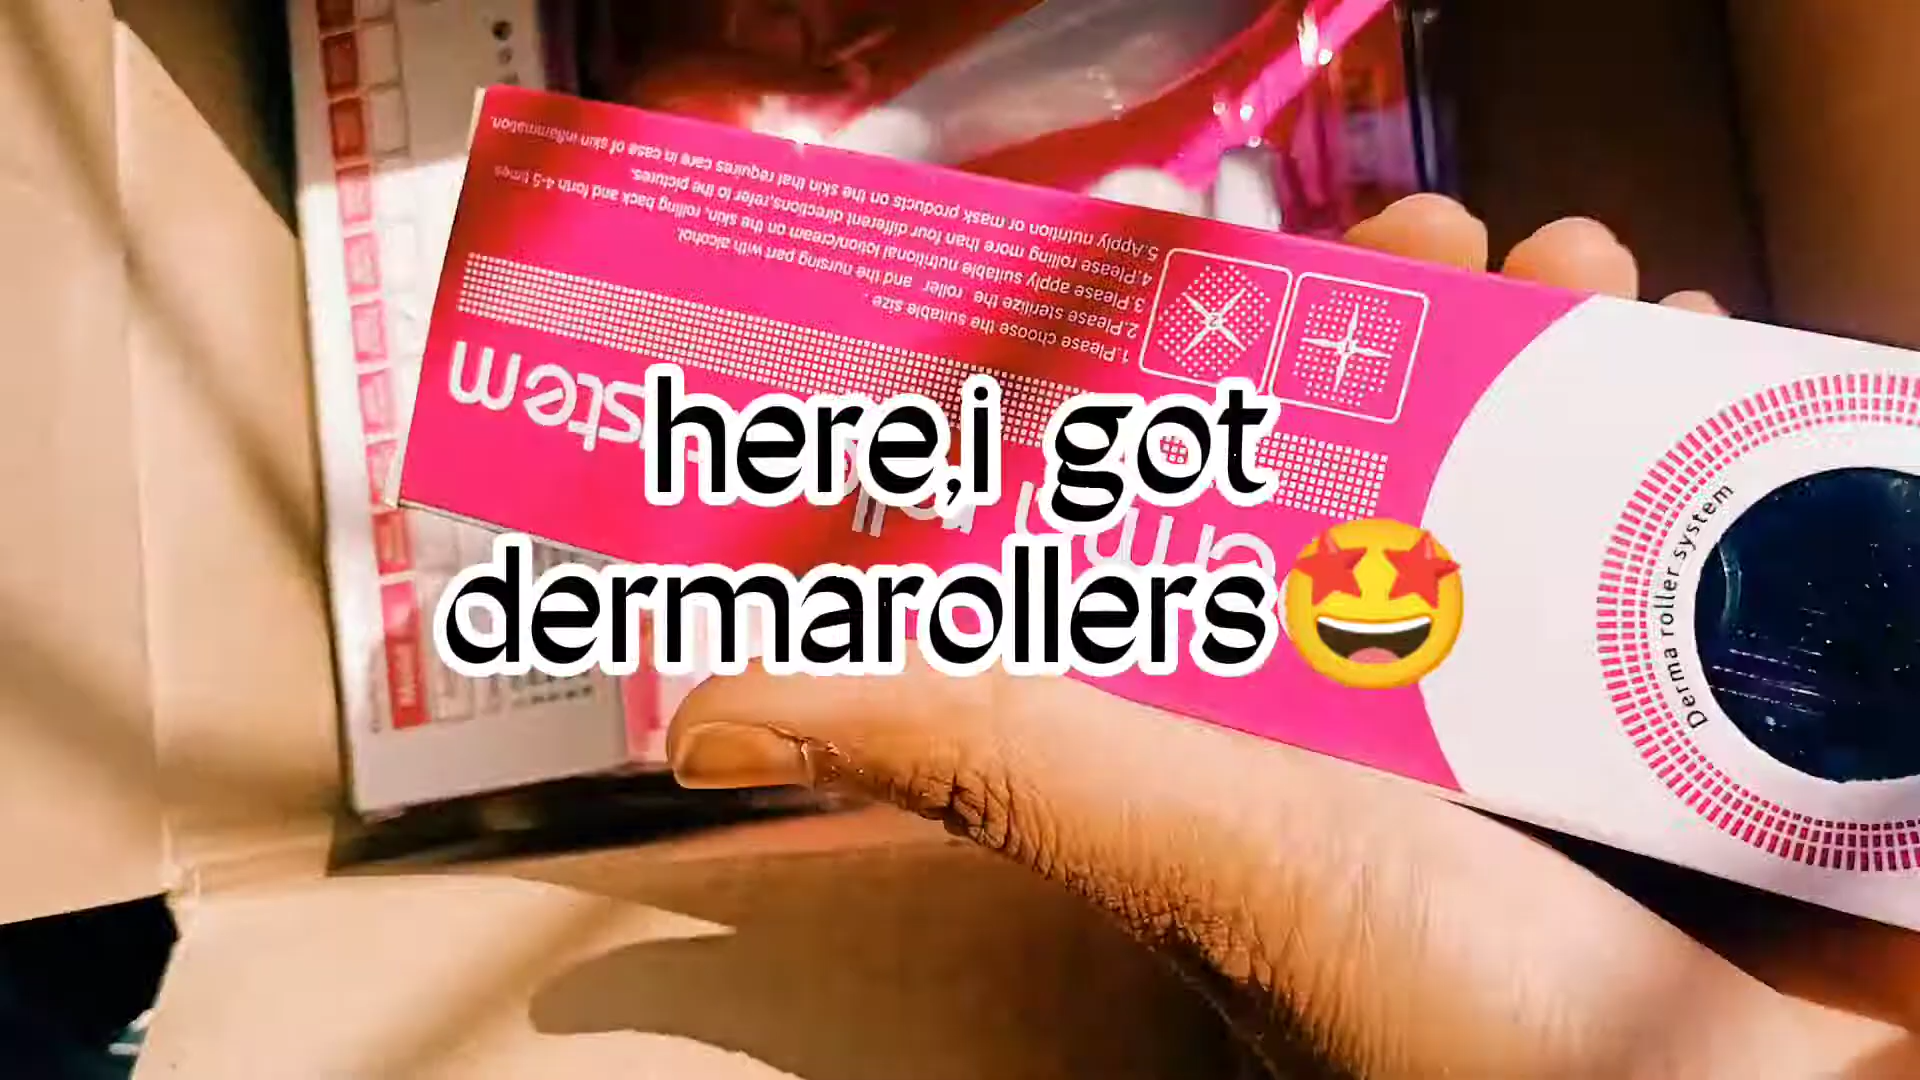 here,i got
dermarollers🤩
Derma roller system
1.Please choose the suitable size.
2.Please sterilize the roller and the nursing part with alcohol.
3.Please apply suitable nutritional lotion/cream on the skin, rolling back and forth 4-5 times
4.Please rolling more than four different directions,refer to the pictures.
5.Apply nutrition or mask products on the skin that requires care in case of skin inflammation.
1
2